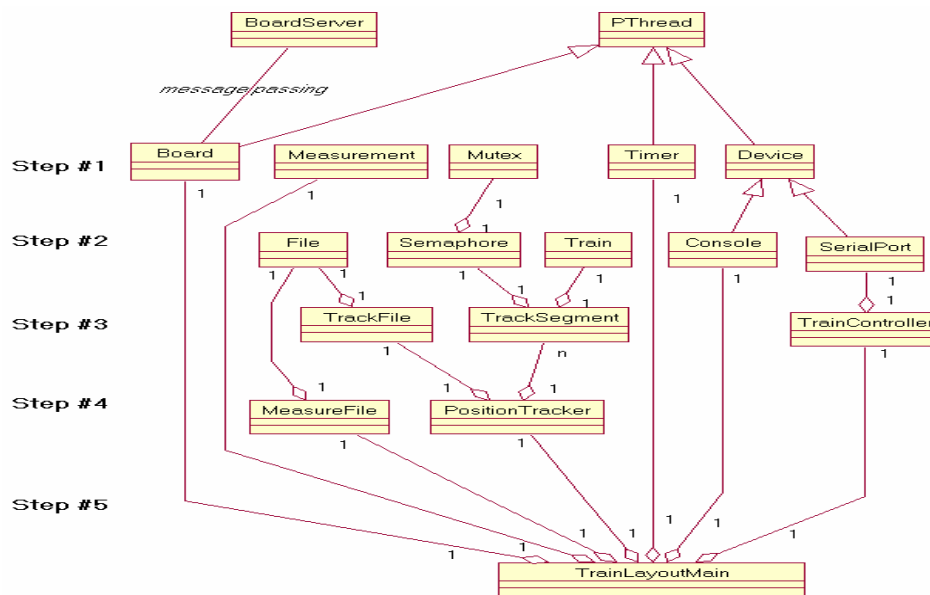 BoardServer
PThread
message passing
Step #1
Board
Measurement
Mutex
Timer
Device
1
1
1
1
1
Step #2
File
Semaphore
Train
Console
SerialPort
1
1
1
1
1
1
1
1
1
Step #3
TrackFile
TrackSegment
TrainController
1
1
1
n
1
1
1
1
Step #4
MeasureFile
PositionTracker
1
1
Step #5
1
1
1
1
1
1
1
TrainLayoutMain